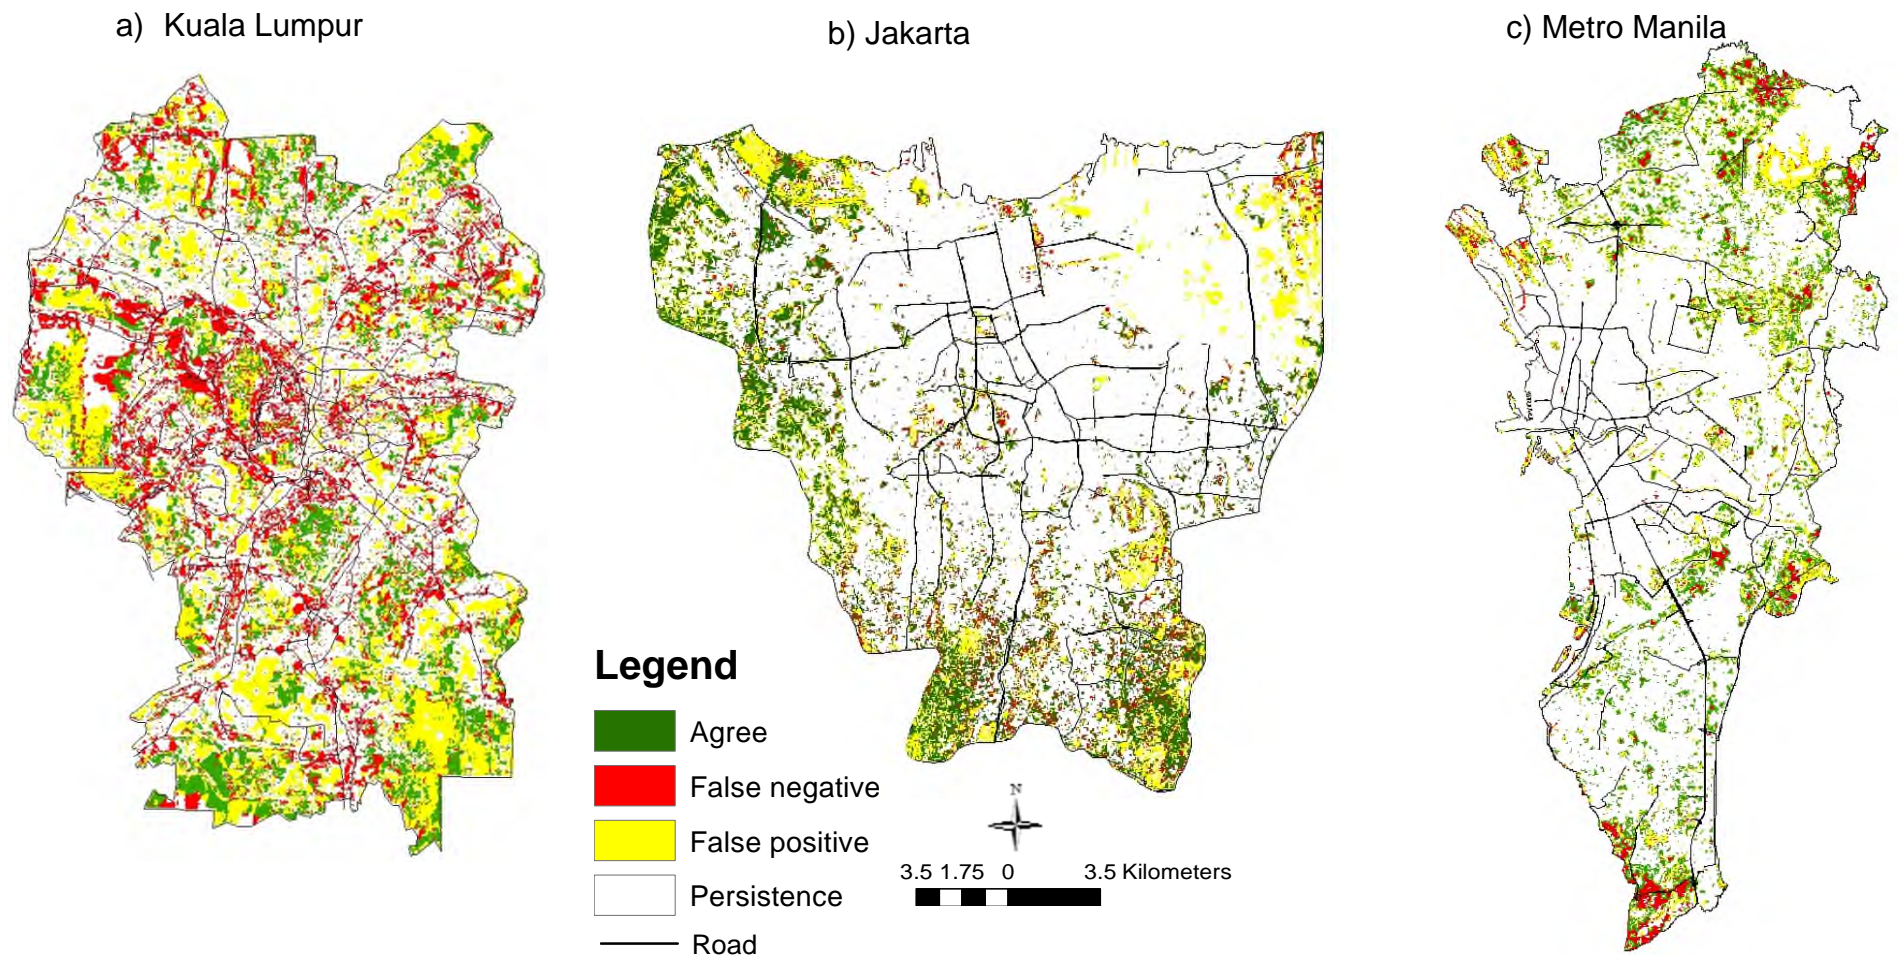 a) Kuala Lumpur
b) Jakarta
c) Metro Manila
Legend
Agree
False negative
False positive
Persistence
Road
N
3.5 1.75 0 3.5 Kilometers